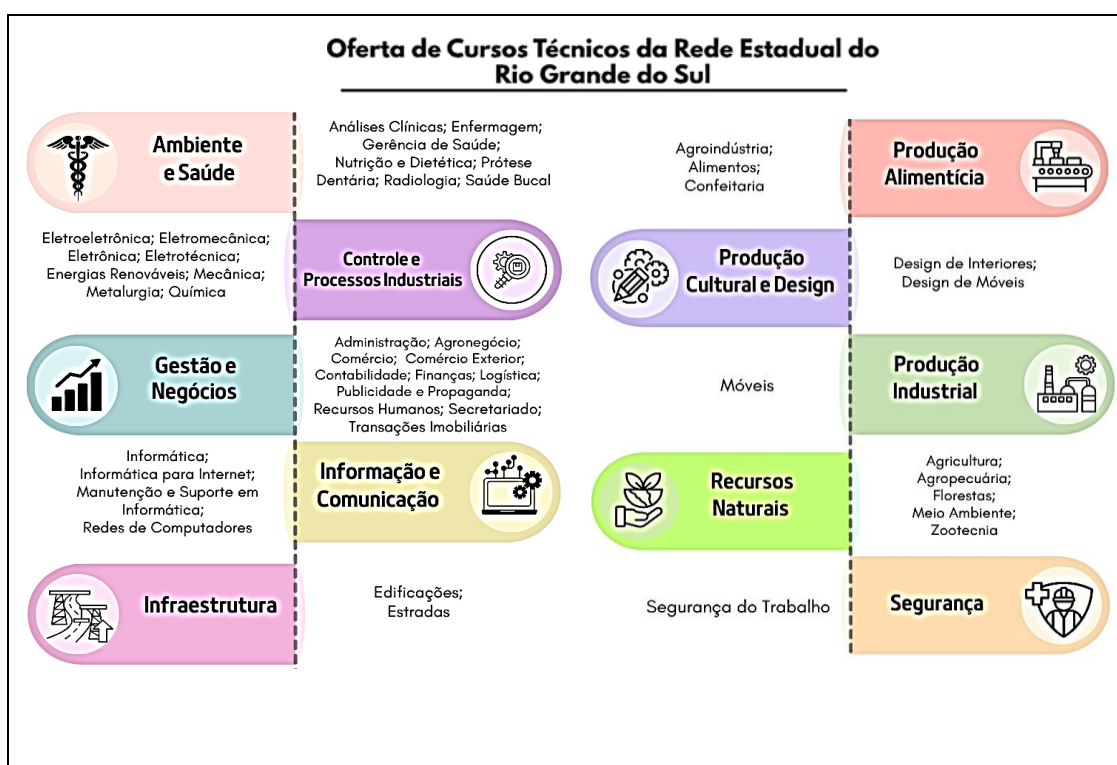 Oferta de Cursos Técnicos da Rede Estadual do
Rio Grande do Sul
Ambiente
e Saúde
Análises Clínicas; Enfermagem;
Gerência de Saúde;
Nutrição e Dietética; Prótese
Dentária; Radiologia; Saúde Bucal
Eletroeletrônica; Eletromecânica;
Eletrônica; Eletrotécnica;
Energias Renováveis; Mecânica;
Metalurgia; Química
Controle e
Processos Industriais
Gestão e
Negócios
Administração; Agronegócio;
Comércio; Comércio Exterior;
Contabilidade; Finanças; Logística;
Publicidade e Propaganda;
Recursos Humanos; Secretariado;
Transações Imobiliárias
Informática;
Informática para Internet;
Manutenção e Suporte em
Informática;
Redes de Computadores
Informação e
Comunicação
Infraestrutura
Edificações;
Estradas
Agroindústria;
Alimentos;
Confeitaria
Produção
Alimentícia
Produção
Cultural e Design
Design de Interiores;
Design de Móveis
Móveis
Produção
Industrial
Recursos
Naturais
Agricultura;
Agropecuária;
Florestas;
Meio Ambiente;
Zootecnia
Segurança do Trabalho
Segurança